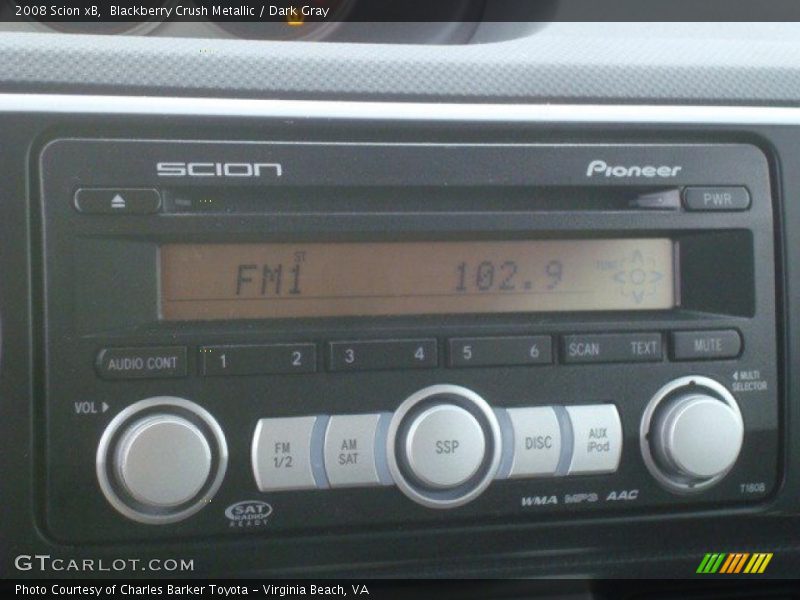 2008 Scion xB, Blackberry Crush Metallic / Dark Gray
SCION Pioneer
PWR
ST
FM1 102.9
AUDIO CONT 1 2 3 4 5 6 SCAN TEXT MUTE
VOL MULTI SELECTOR
FM 1/2 AM SAT SSP DISC AUX iPod
SAT RADIO READY
WMA MP3 AAC
T1808
GTCARLOT.COM
Photo Courtesy of Charles Barker Toyota - Virginia Beach, VA